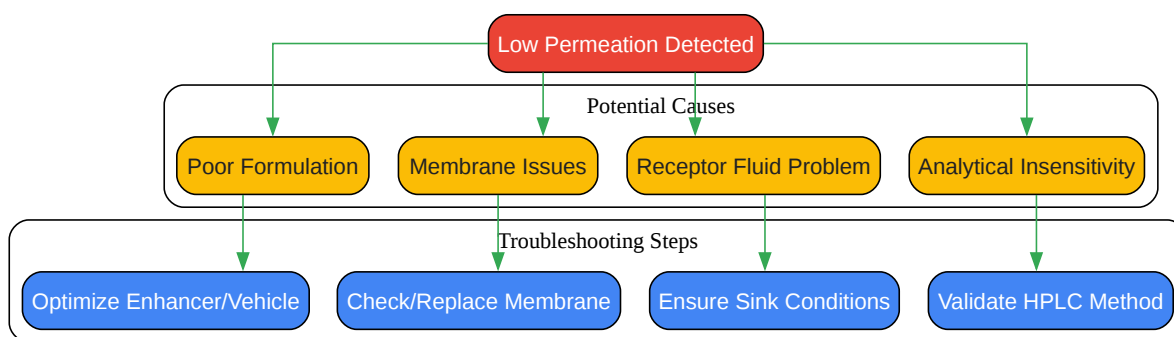 Low Permeation Detected
Potential Causes
Poor Formulation
Membrane Issues
Receptor Fluid Problem
Analytical Insensitivity
Troubleshooting Steps
Optimize Enhancer/Vehicle
Check/Replace Membrane
Ensure Sink Conditions
Validate HPLC Method